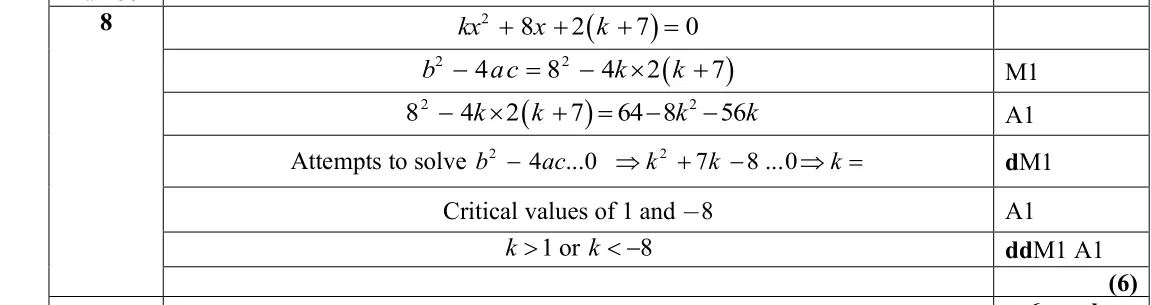 8
kx² + 8x + 2(k + 7) = 0
b² − 4ac = 8² − 4k × 2(k + 7) M1
8² − 4k × 2(k + 7) = 64 − 8k² − 56k A1
Attempts to solve b² − 4ac...0 ⇒ k² + 7k − 8 ...0 ⇒ k = dM1
Critical values of 1 and −8 A1
k > 1 or k < −8 ddM1 A1
(6)